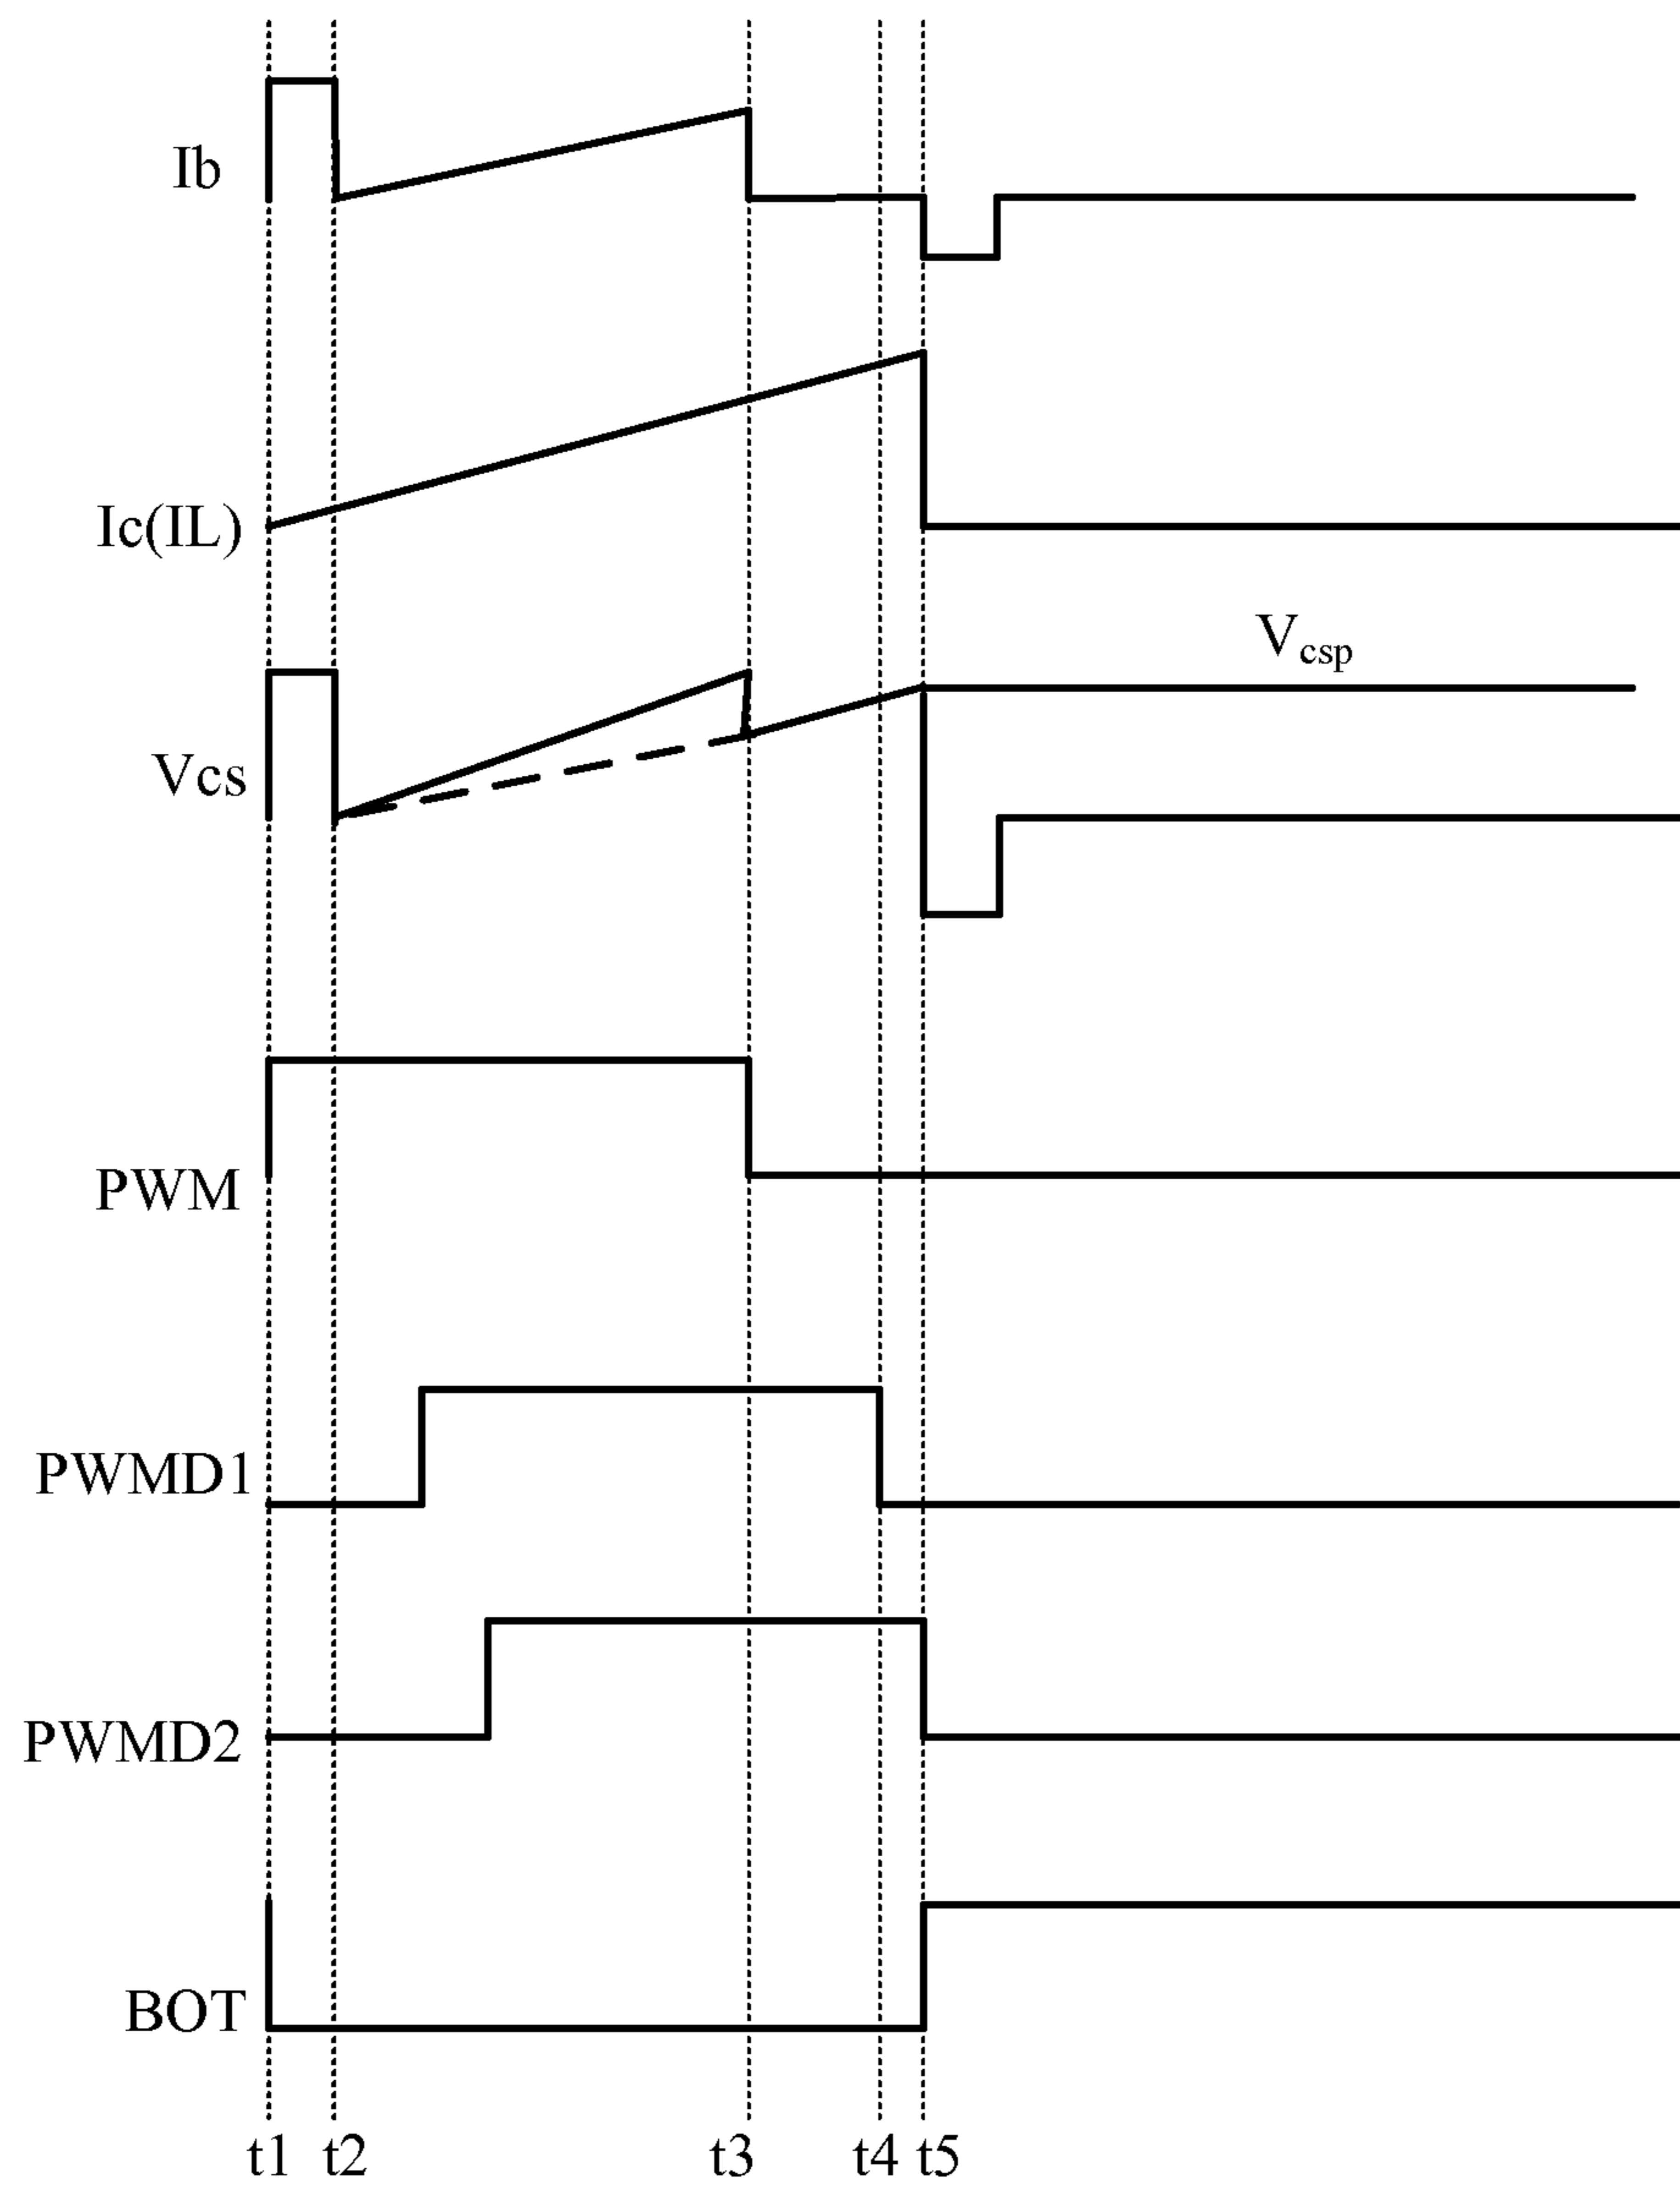 Ib
Ic(IL)
Vcsp
Vcs
PWM
PWMD1
PWMD2
BOT
t1 t2 t3 t4 t5